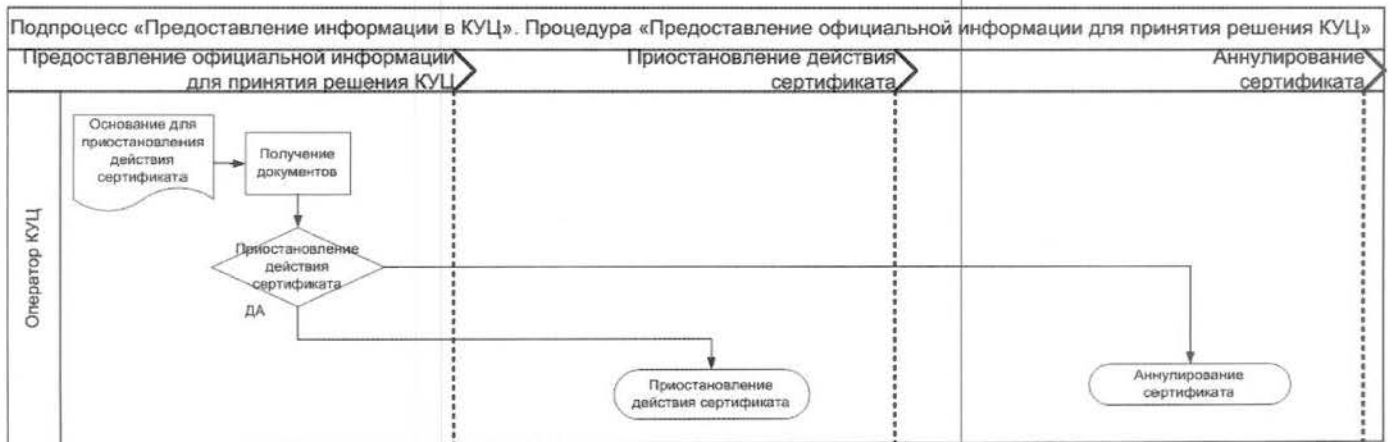 Подпроцесс «Предоставление информации в КУЦ». Процедура «Предоставление официальной информации для принятия решения КУЦ»
Предоставление официальной информации
для принятия решения КУЦ
Приостановление действия
сертификата
Аннулирование
сертификата
Оператор КУЦ
Основание для
приостановления
действия
сертификата
Получение
документов
Приостановление
действия
сертификата
ДА
Приостановление
действия сертификата
Аннулирование
сертификата